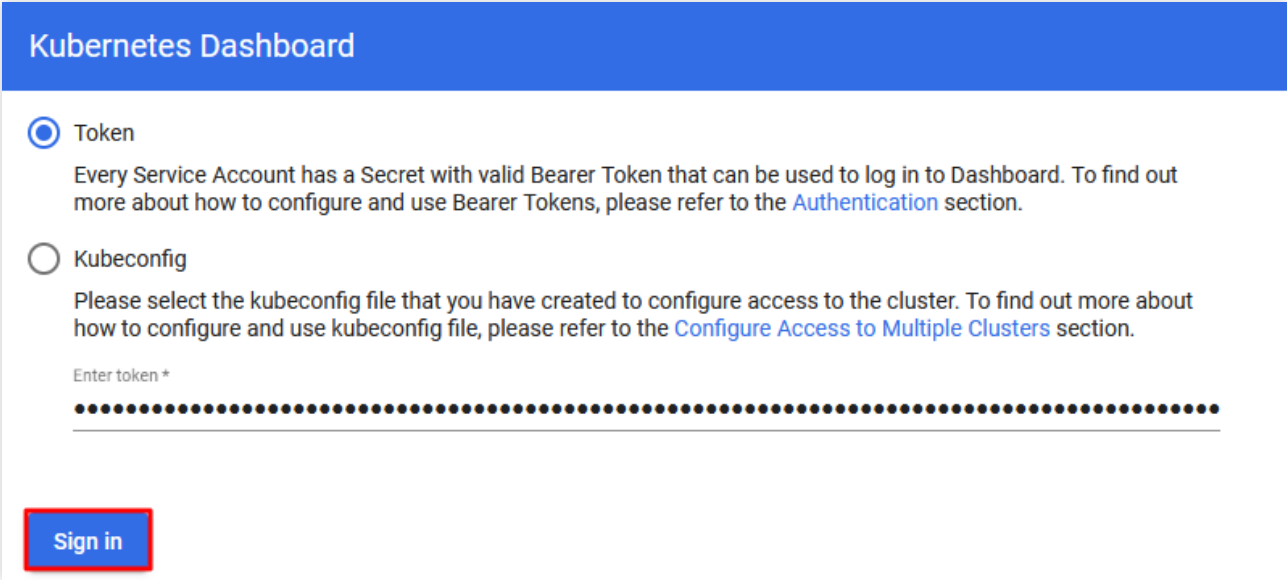 Kubernetes Dashboard
Token
Every Service Account has a Secret with valid Bearer Token that can be used to log in to Dashboard. To find out
more about how to configure and use Bearer Tokens, please refer to the Authentication section.
Kubeconfig
Please select the kubeconfig file that you have created to configure access to the cluster. To find out more about
how to configure and use kubeconfig file, please refer to the Configure Access to Multiple Clusters section.
Enter token *
Sign in